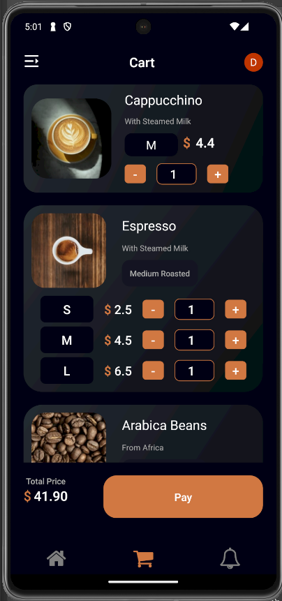 5:01
Cart
D
Cappucchino
With Steamed Milk
M $ 4.4
- 1 +
Espresso
With Steamed Milk
Medium Roasted
S $ 2.5 - 1 +
M $ 4.5 - 1 +
L $ 6.5 - 1 +
Arabica Beans
From Africa
Total Price
$ 41.90
Pay